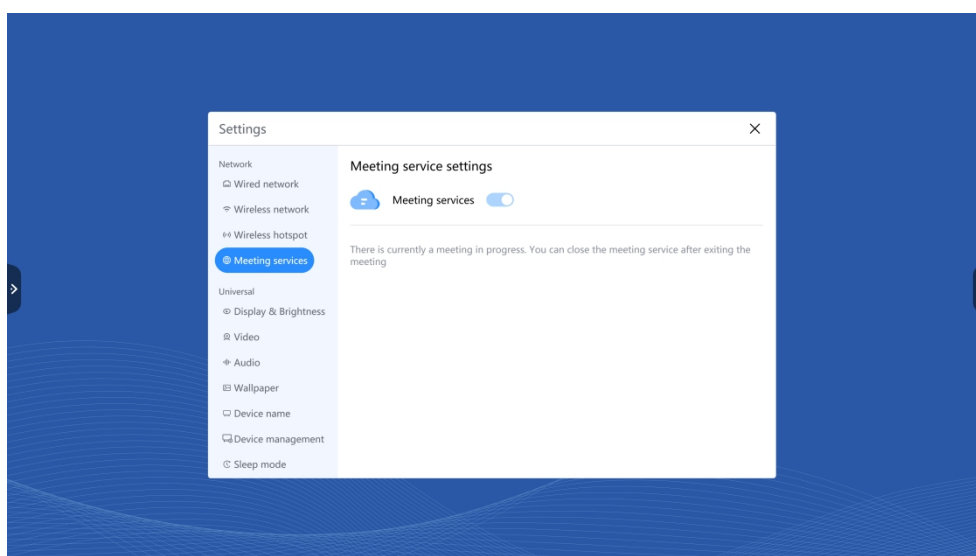 Settings
Network
Wired network
Wireless network
Wireless hotspot
Meeting services
Universal
Display & Brightness
Video
Audio
Wallpaper
Device name
Device management
Sleep mode
Meeting service settings
Meeting services
There is currently a meeting in progress. You can close the meeting service after exiting the
meeting